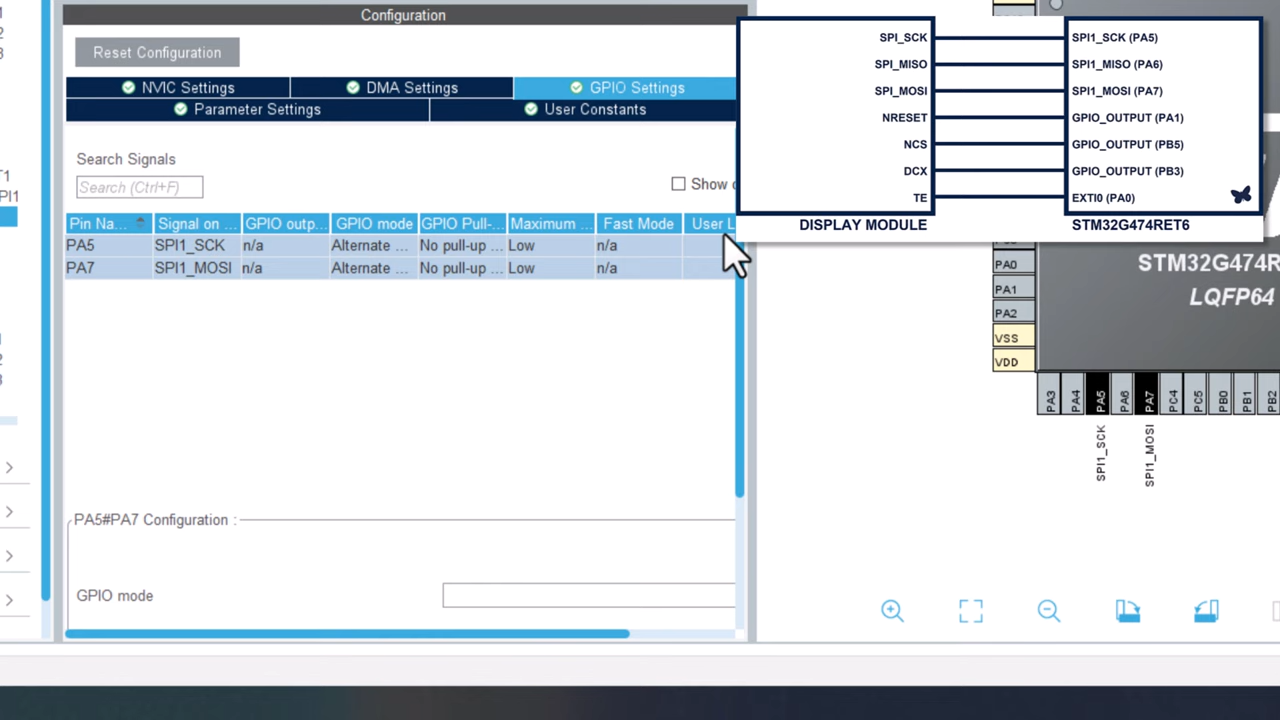 Configuration
Reset Configuration
NVIC Settings
DMA Settings
GPIO Settings
Parameter Settings
User Constants
Search Signals
Search (Ctrl+F)
Show
Pin Na... Signal on ... GPIO outp... GPIO mode GPIO Pull-... Maximum ... Fast Mode User L
PA5 SPI1_SCK n/a Alternate ... No pull-up ... Low n/a
PA7 SPI1_MOSI n/a Alternate ... No pull-up ... Low n/a
PA5#PA7 Configuration :
GPIO mode
T1
PI1
SPI_SCK SPI1_SCK (PA5)
SPI_MISO SPI1_MISO (PA6)
SPI_MOSI SPI1_MOSI (PA7)
NRESET GPIO_OUTPUT (PA1)
NCS GPIO_OUTPUT (PB5)
DCX GPIO_OUTPUT (PB3)
TE EXTI0 (PA0)
DISPLAY MODULE STM32G474RET6
PA0
PA1
PA2
VSS
VDD
STM32G474R
LQFP64
PA3 PA4 PA5 PA6 PA7 PC4 PC5 PB0 PB1 PB2
SPI1_SCK
SPI1_MOSI